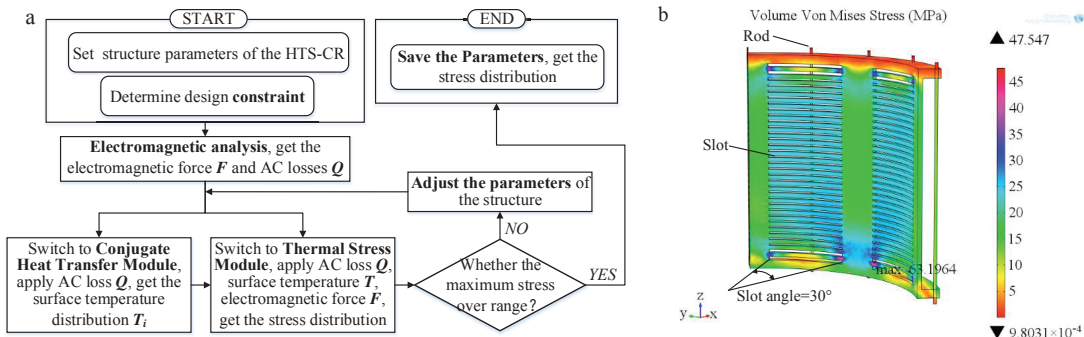 a
START
Set structure parameters of the HTS-CR
Determine design constraint
END
Save the Parameters, get the
stress distribution
Electromagnetic analysis, get the
electromagnetic force F and AC losses Q
Adjust the parameters of
the structure
Switch to Conjugate
Heat Transfer Module,
apply AC loss Q, get the
surface temperature
distribution Ti
Switch to Thermal Stress
Module, apply AC loss Q,
surface temperature T,
electromagnetic force F,
get the stress distribution
NO
Whether the
maximum stress
over range?
YES
b
Volume Von Mises Stress (MPa)
Rod
Slot
max 63.1964
Slot angle=30°
z
y
x
▲ 47.547
45
40
35
30
25
20
15
10
5
▼ 9.8031×10⁻⁴